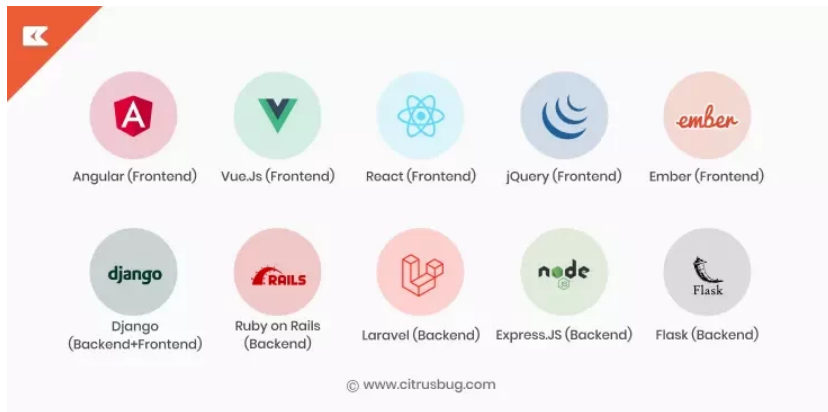 A
ember
Angular (Frontend)
Vue.Js (Frontend)
React (Frontend)
jQuery (Frontend)
Ember (Frontend)
django
RAILS
node
JS
Flask
Django
(Backend+Frontend)
Ruby on Rails
(Backend)
Laravel (Backend)
Express.JS (Backend)
Flask (Backend)
© www.citrusbug.com